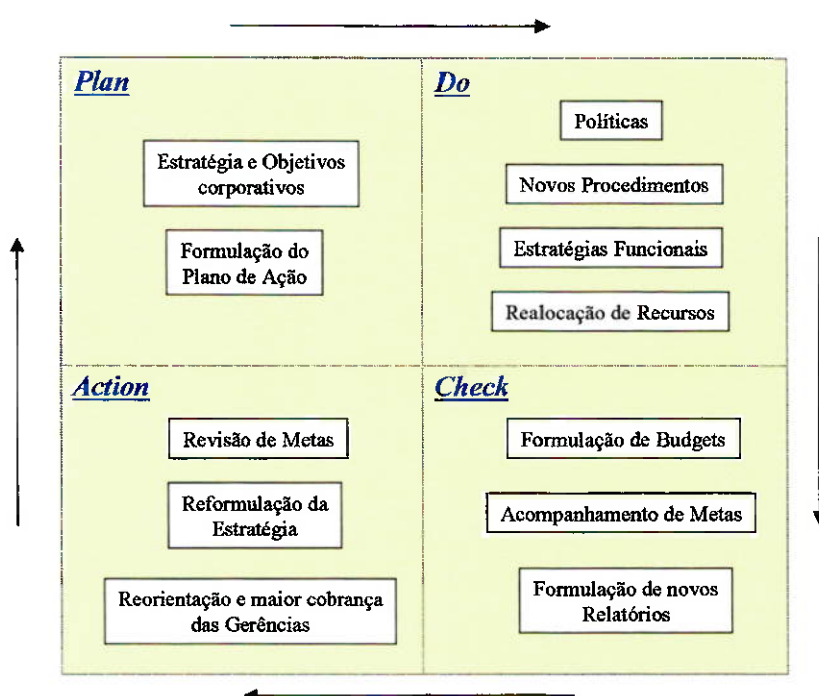 Plan
Estratégia e Objetivos
corporativos
Formulação do
Plano de Ação
Do
Políticas
Novos Procedimentos
Estratégias Funcionais
Realocação de Recursos
Action
Revisão de Metas
Reformulação da
Estratégia
Reorientação e maior cobrança
das Gerências
Check
Formulação de Budgets
Acompanhamento de Metas
Formulação de novos
Relatórios